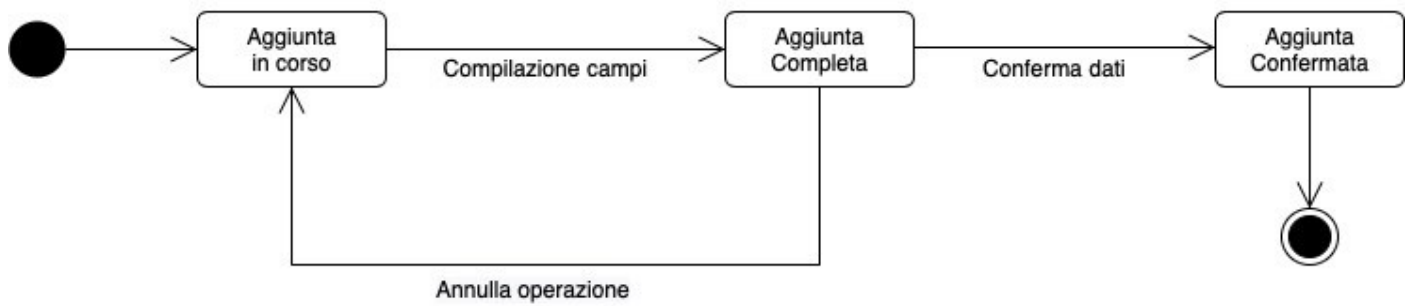 Aggiunta
in corso
Compilazione campi
Aggiunta
Completa
Conferma dati
Aggiunta
Confermata
Annulla operazione